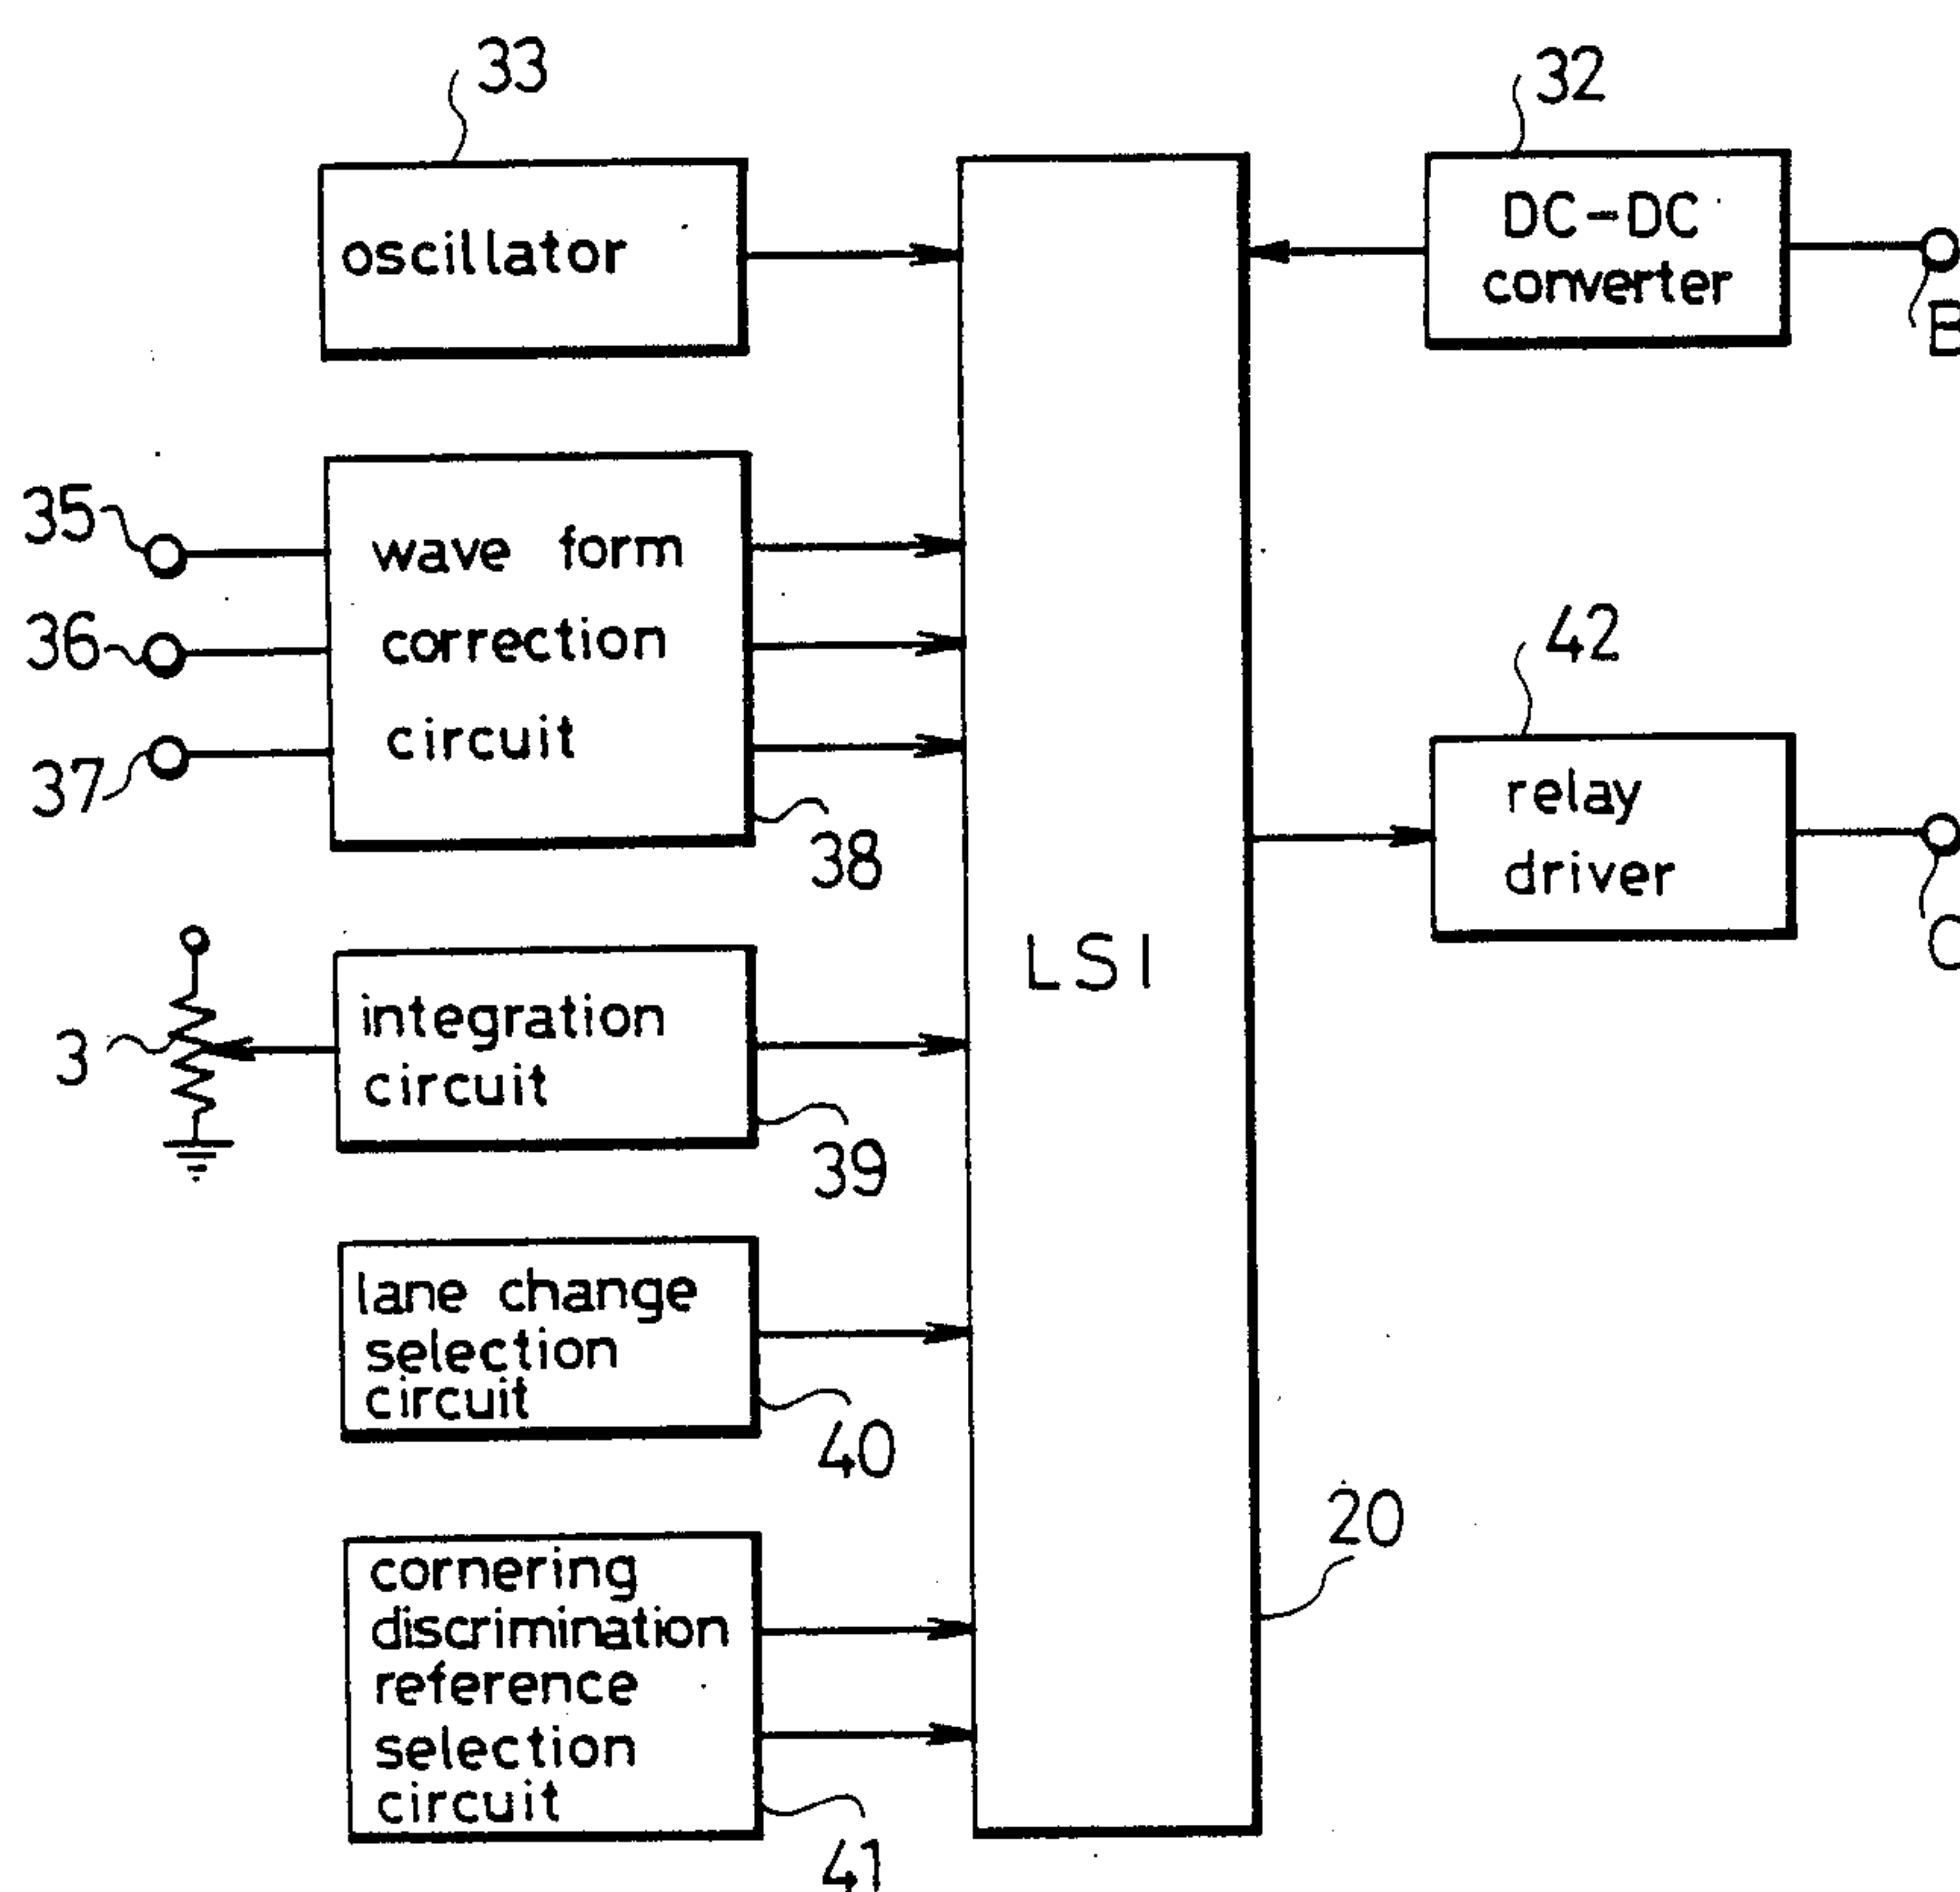 33
32
oscillator
DC-DC
converter
B
35
36
37
wave form
correction
circuit
38
42
relay
driver
C
LSI
3
integration
circuit
39
lane change
selection
circuit
40
20
cornering
discrimination
reference
selection
circuit
41